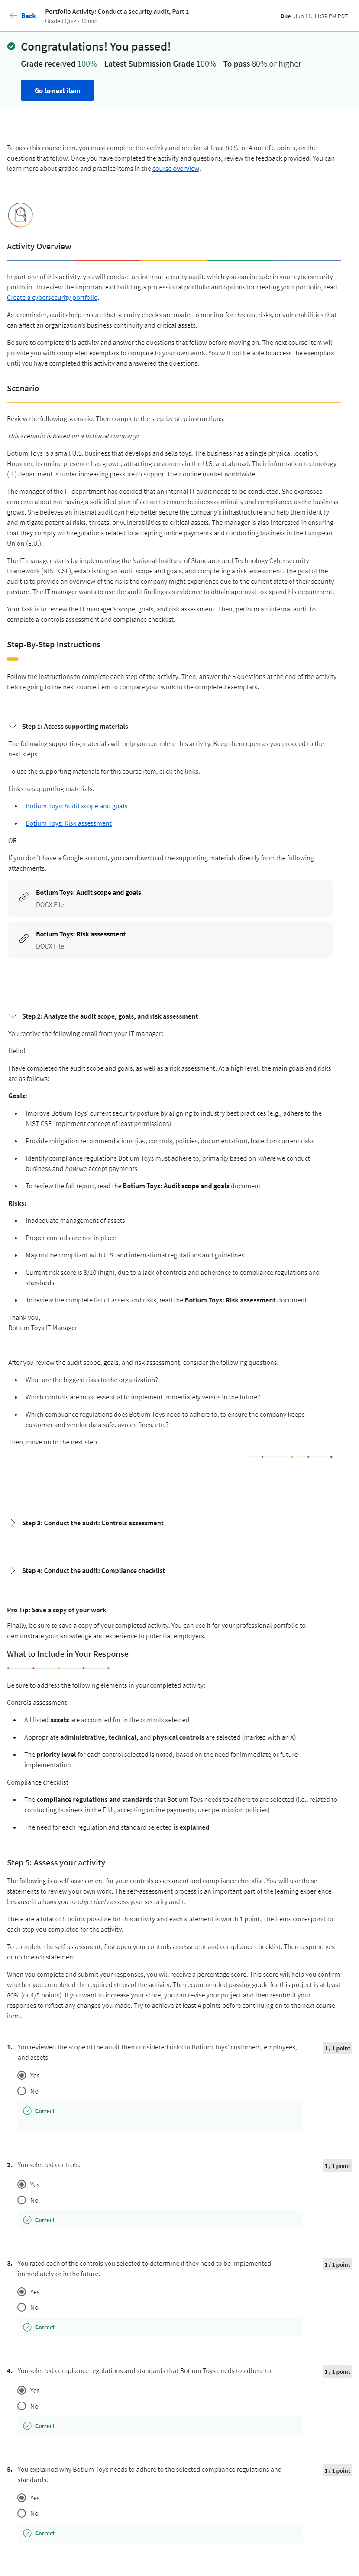 Back
Portfolio Activity: Conduct a security audit, Part 1
Graded Quiz • 30 min
Due Jun 11, 11:59 PM PDT
Congratulations! You passed!
Grade received 100% Latest Submission Grade 100% To pass 80% or higher
Go to next item
To pass this course item, you must complete the activity and receive at least 80%, or 4 out of 5 points, on the
questions that follow. Once you have completed the activity and questions, review the feedback provided. You can
learn more about graded and practice items in the course overview.
Activity Overview
In part one of this activity, you will conduct an internal security audit, which you can include in your cybersecurity
portfolio. To review the importance of building a professional portfolio and options for creating your portfolio, read
Create a cybersecurity portfolio.
As a reminder, audits help ensure that security checks are made, to monitor for threats, risks, or vulnerabilities that
can affect an organization's business continuity and critical assets.
Be sure to complete this activity and answer the questions that follow before moving on. The next course item will
provide you with completed exemplars to compare to your own work. You will not be able to access the exemplars
until you have completed this activity and answered the questions.
Scenario
Review the following scenario. Then complete the step-by-step instructions.
This scenario is based on a fictional company:
Botium Toys is a small U.S. business that develops and sells toys. The business has a single physical location.
However, its online presence has grown, attracting customers in the U.S. and abroad. Their information technology
(IT) department is under increasing pressure to support their online market worldwide.
The manager of the IT department has decided that an internal IT audit needs to be conducted. She expresses
concerns about not having a solidified plan of action to ensure business continuity and compliance, as the business
grows. She believes an internal audit can help better secure the company's infrastructure and help them identify
and mitigate potential risks, threats, or vulnerabilities to critical assets. The manager is also interested in ensuring
that they comply with regulations related to accepting online payments and conducting business in the European
Union (E.U.).
The IT manager starts by implementing the National Institute of Standards and Technology Cybersecurity
Framework (NIST CSF), establishing an audit scope and goals, and completing a risk assessment. The goal of the
audit is to provide an overview of the risks the company might experience due to the current state of their security
posture. The IT manager wants to use the audit findings as evidence to obtain approval to expand his department.
Your task is to review the IT manager's scope, goals, and risk assessment. Then, perform an internal audit to
complete a controls assessment and compliance checklist.
Step-By-Step Instructions
Follow the instructions to complete each step of the activity. Then, answer the 5 questions at the end of the activity
before going to the next course item to compare your work to the completed exemplars.
Step 1: Access supporting materials
The following supporting materials will help you complete this activity. Keep them open as you proceed to the
next steps.
To use the supporting materials for this course item, click the links.
Links to supporting materials:
• Botium Toys: Audit scope and goals
• Botium Toys: Risk assessment
OR
If you don't have a Google account, you can download the supporting materials directly from the following
attachments.
Botium Toys: Audit scope and goals
DOCX File
Botium Toys: Risk assessment
DOCX File
Step 2: Analyze the audit scope, goals, and risk assessment
You receive the following email from your IT manager:
Hello!
I have completed the audit scope and goals, as well as a risk assessment. At a high level, the main goals and risks
are as follows:
Goals:
• Improve Botium Toys' current security posture by aligning to industry best practices (e.g., adhere to the
NIST CSF, implement concept of least permissions)
• Provide mitigation recommendations (i.e., controls, policies, documentation), based on current risks
• Identify compliance regulations Botium Toys must adhere to, primarily based on where we conduct
business and how we accept payments
• To review the full report, read the Botium Toys: Audit scope and goals document
Risks:
• Inadequate management of assets
• Proper controls are not in place
• May not be compliant with U.S. and international regulations and guidelines
• Current risk score is 8/10 (high), due to a lack of controls and adherence to compliance regulations and
standards
• To review the complete list of assets and risks, read the Botium Toys: Risk assessment document
Thank you,
Botium Toys IT Manager
After you review the audit scope, goals, and risk assessment, consider the following questions:
• What are the biggest risks to the organization?
• Which controls are most essential to implement immediately versus in the future?
• Which compliance regulations does Botium Toys need to adhere to, to ensure the company keeps
customer and vendor data safe, avoids fines, etc.?
Then, move on to the next step.
Step 3: Conduct the audit: Controls assessment
Step 4: Conduct the audit: Compliance checklist
Pro Tip: Save a copy of your work
Finally, be sure to save a copy of your completed activity. You can use it for your professional portfolio to
demonstrate your knowledge and experience to potential employers.
What to Include in Your Response
Be sure to address the following elements in your completed activity:
Controls assessment
• All listed assets are accounted for in the controls selected
• Appropriate administrative, technical, and physical controls are selected (marked with an X)
• The priority level for each control selected is noted, based on the need for immediate or future
implementation
Compliance checklist
• The compliance regulations and standards that Botium Toys needs to adhere to are selected (i.e., related to
conducting business in the E.U., accepting online payments, user permission policies)
• The need for each regulation and standard selected is explained
Step 5: Assess your activity
The following is a self-assessment for your controls assessment and compliance checklist. You will use these
statements to review your own work. The self-assessment process is an important part of the learning experience
because it allows you to objectively assess your security audit.
There are a total of 5 points possible for this activity and each statement is worth 1 point. The items correspond to
each step you completed for the activity.
To complete the self-assessment, first open your controls assessment and compliance checklist. Then respond yes
or no to each statement.
When you complete and submit your responses, you will receive a percentage score. This score will help you confirm
whether you completed the required steps of the activity. The recommended passing grade for this project is at least
80% (or 4/5 points). If you want to increase your score, you can revise your project and then resubmit your
responses to reflect any changes you made. Try to achieve at least 4 points before continuing on to the next course
item.
1. You reviewed the scope of the audit then considered risks to Botium Toys' customers, employees,
and assets.
1 / 1 point
Yes
No
Correct
2. You selected controls.
1 / 1 point
Yes
No
Correct
3. You rated each of the controls you selected to determine if they need to be implemented
immediately or in the future.
1 / 1 point
Yes
No
Correct
4. You selected compliance regulations and standards that Botium Toys needs to adhere to.
1 / 1 point
Yes
No
Correct
5. You explained why Botium Toys needs to adhere to the selected compliance regulations and
standards.
1 / 1 point
Yes
No
Correct